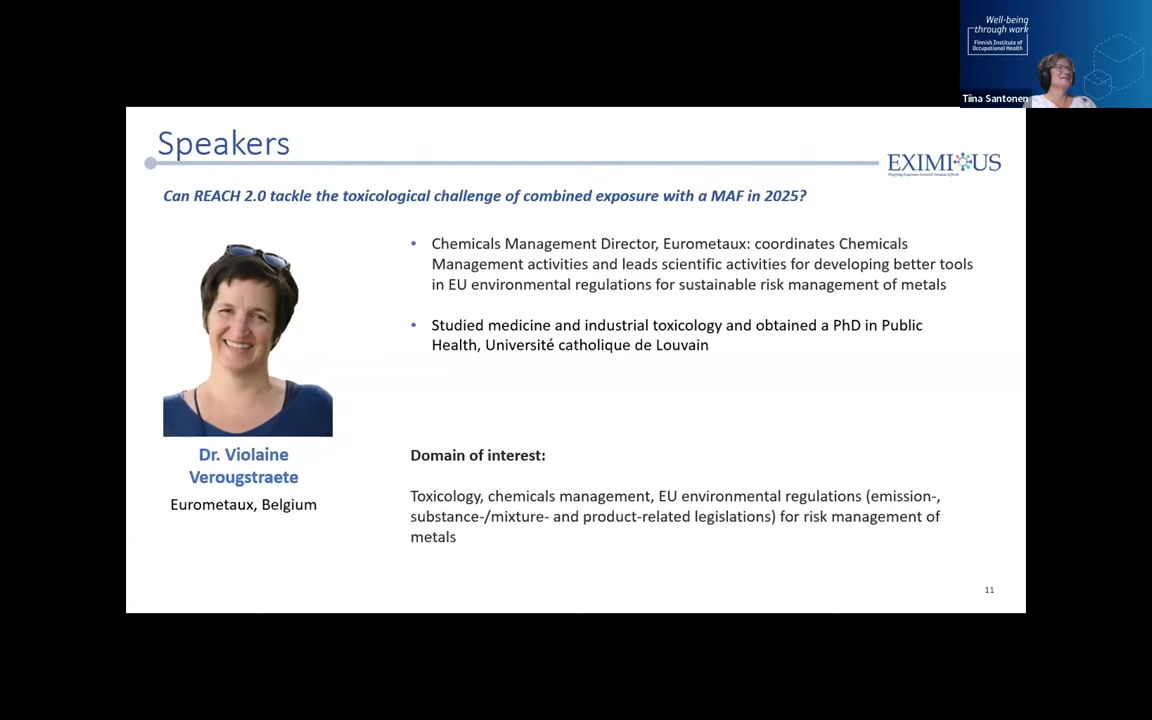 Well-being
through work
Finnish Institute of
Occupational Health
Tiina Santonen
Speakers
EXIMIOUS
Can REACH 2.0 tackle the toxicological challenge of combined exposure with a MAF in 2025?
• Chemicals Management Director, Eurometaux: coordinates Chemicals
Management activities and leads scientific activities for developing better tools
in EU environmental regulations for sustainable risk management of metals
• Studied medicine and industrial toxicology and obtained a PhD in Public
Health, Université catholique de Louvain
Dr. Violaine
Verougstraete
Eurometaux, Belgium
Domain of interest:
Toxicology, chemicals management, EU environmental regulations (emission-,
substance-/mixture- and product-related legislations) for risk management of
metals
11